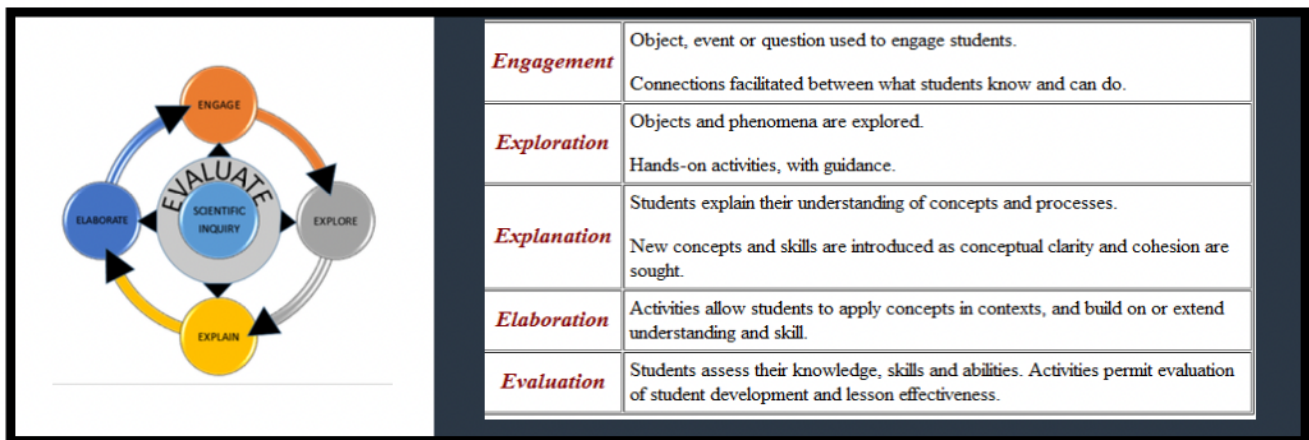 ENGAGE
EVALUATE
SCIENTIFIC
INQUIRY
ELABORATE
EXPLORE
EXPLAIN
Engagement
Object, event or question used to engage students.
Connections facilitated between what students know and can do.
Exploration
Objects and phenomena are explored.
Hands-on activities, with guidance.
Explanation
Students explain their understanding of concepts and processes.
New concepts and skills are introduced as conceptual clarity and cohesion are
sought.
Elaboration
Activities allow students to apply concepts in contexts, and build on or extend
understanding and skill.
Evaluation
Students assess their knowledge, skills and abilities. Activities permit evaluation
of student development and lesson effectiveness.